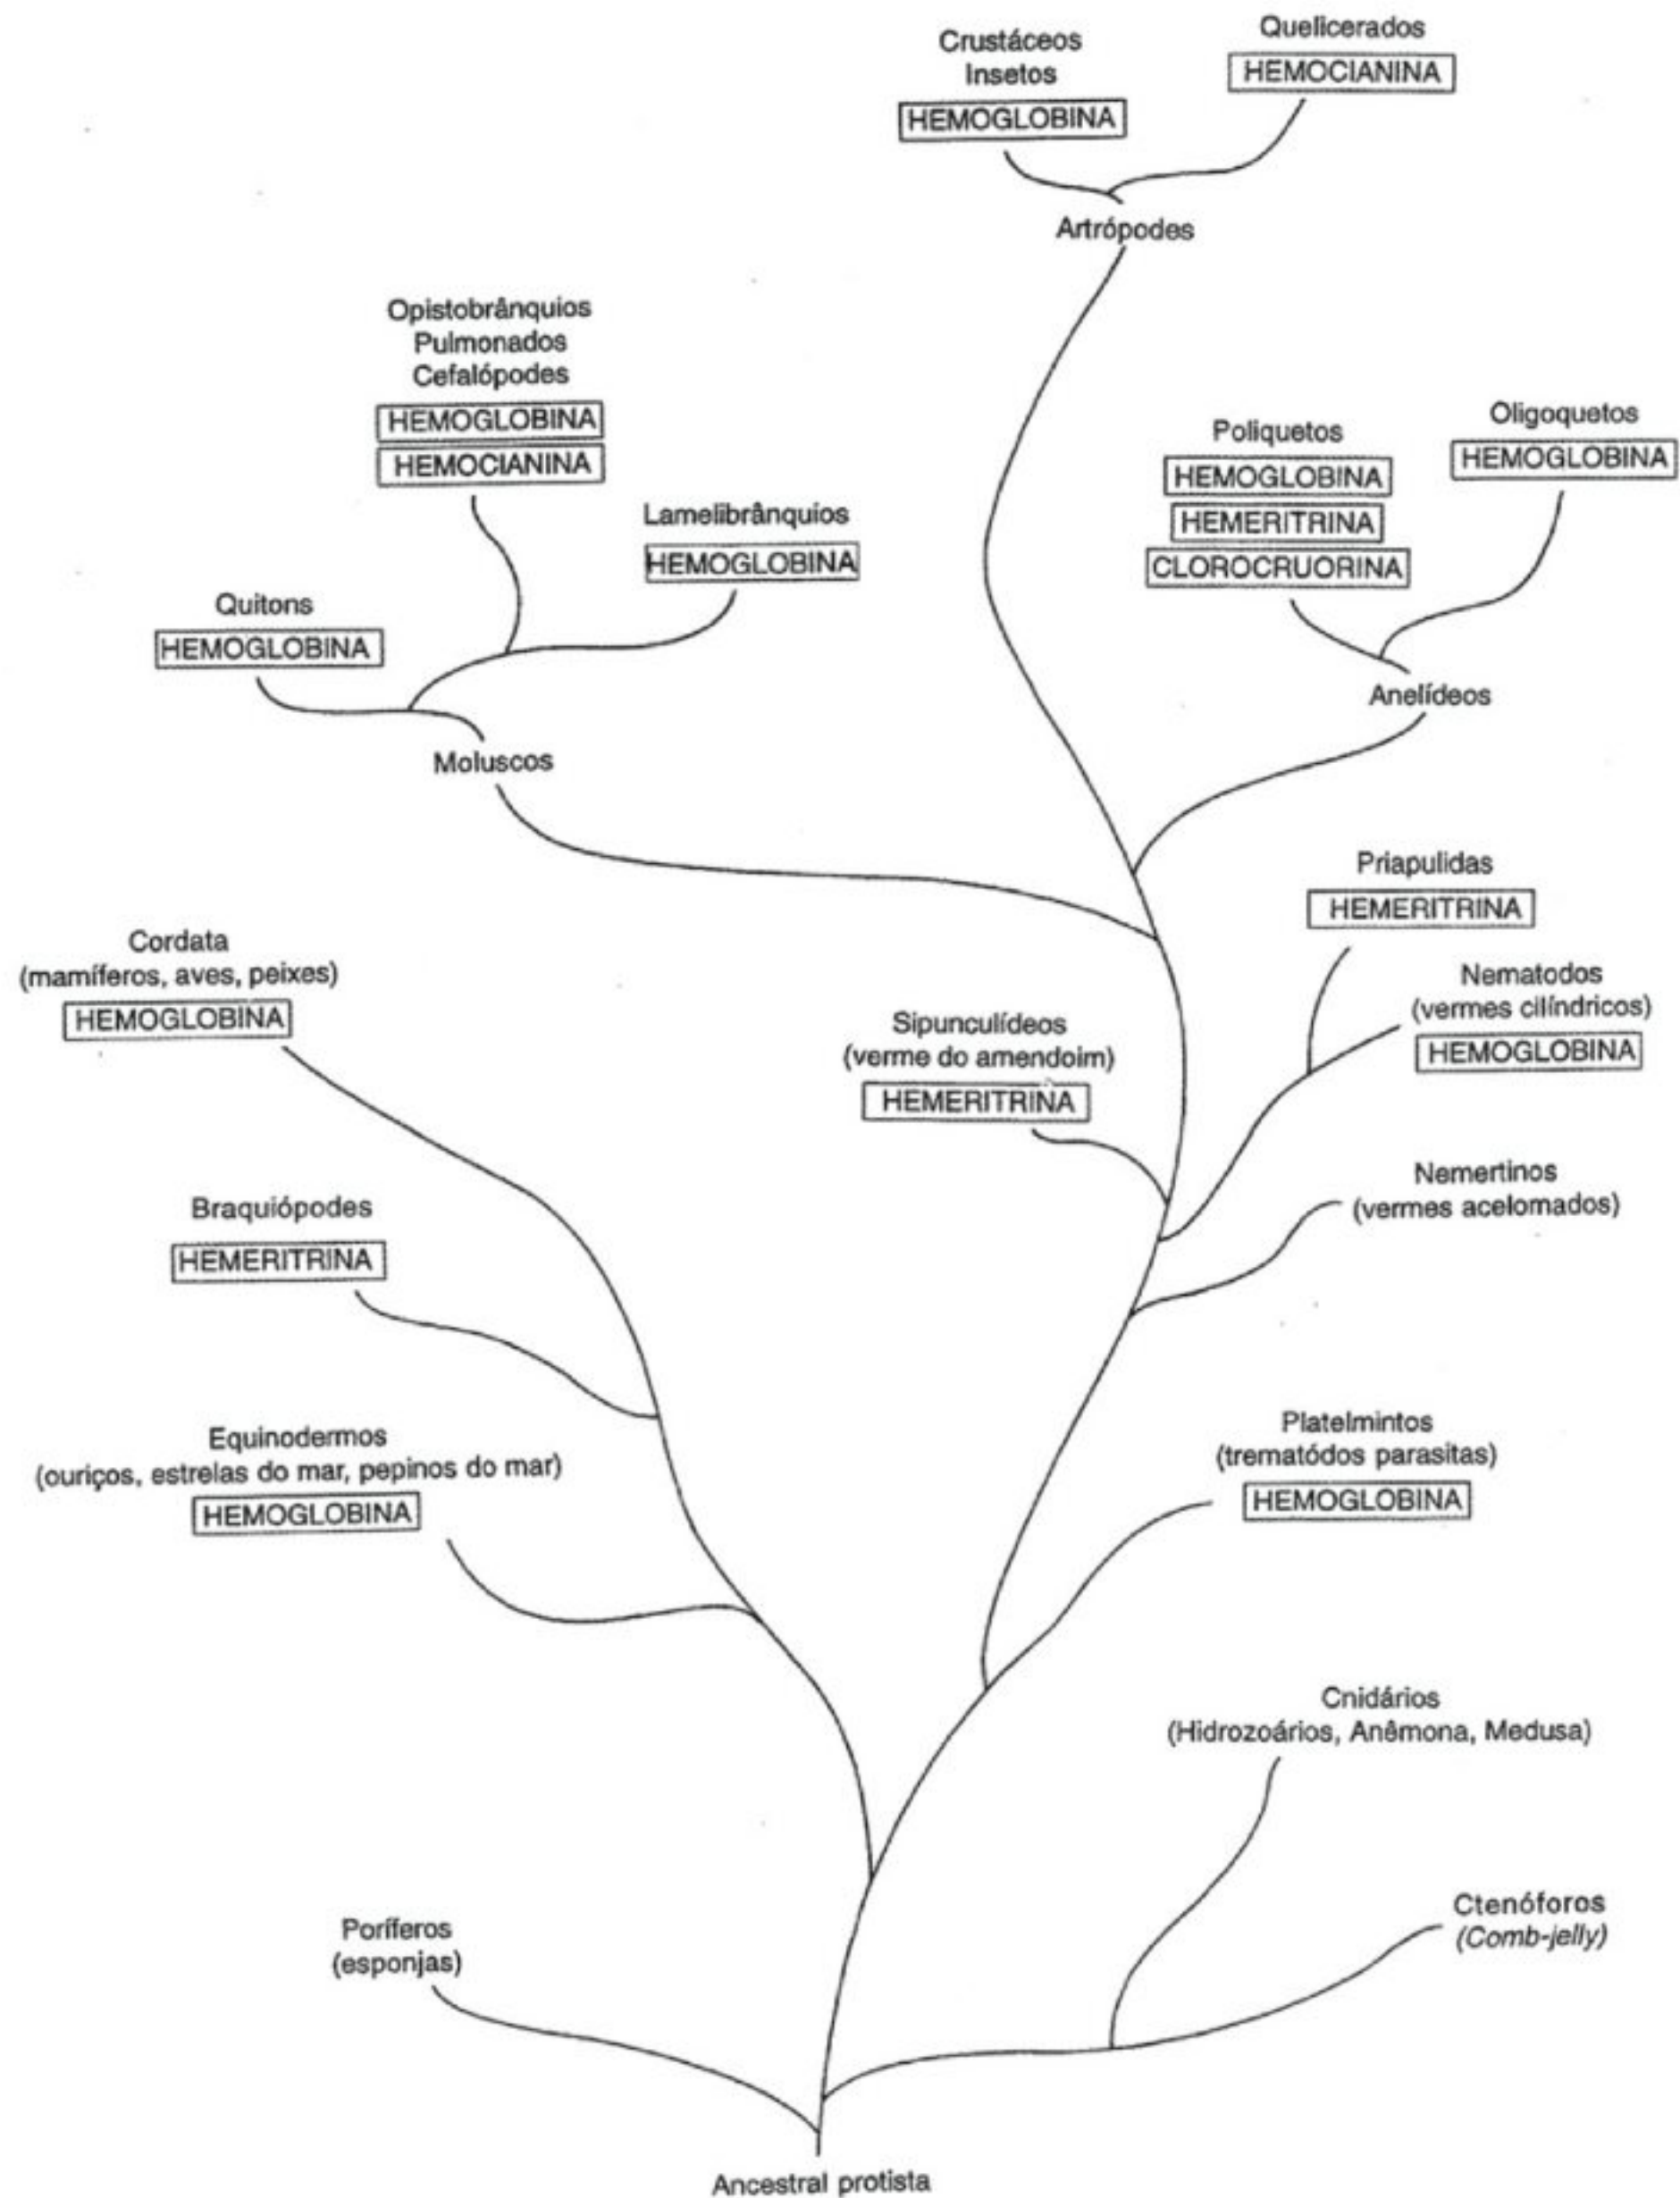 Crustáceos
Insetos
HEMOGLOBINA
Quelicerados
HEMOCIANINA
Artrópodes
Opistobrânquios
Pulmonados
Cefalópodes
HEMOGLOBINA
HEMOCIANINA
Lamelibrânquios
HEMOGLOBINA
Quitons
HEMOGLOBINA
Moluscos
Poliquetos
HEMOGLOBINA
HEMERITRINA
CLOROCRUORINA
Oligoquetos
HEMOGLOBINA
Anelídeos
Priapulidas
HEMERITRINA
Nematodos
(vermes cilíndricos)
HEMOGLOBINA
Cordata
(mamíferos, aves, peixes)
HEMOGLOBINA
Sipunculídeos
(verme do amendoim)
HEMERITRINA
Nemertinos
(vermes acelomados)
Braquiópodes
HEMERITRINA
Equinodermos
(ouriços, estrelas do mar, pepinos do mar)
HEMOGLOBINA
Platelmintos
(trematódos parasitas)
HEMOGLOBINA
Cnidários
(Hidrozoários, Anêmona, Medusa)
Ctenóforos
(Comb-jelly)
Poríferos
(esponjas)
Ancestral protista